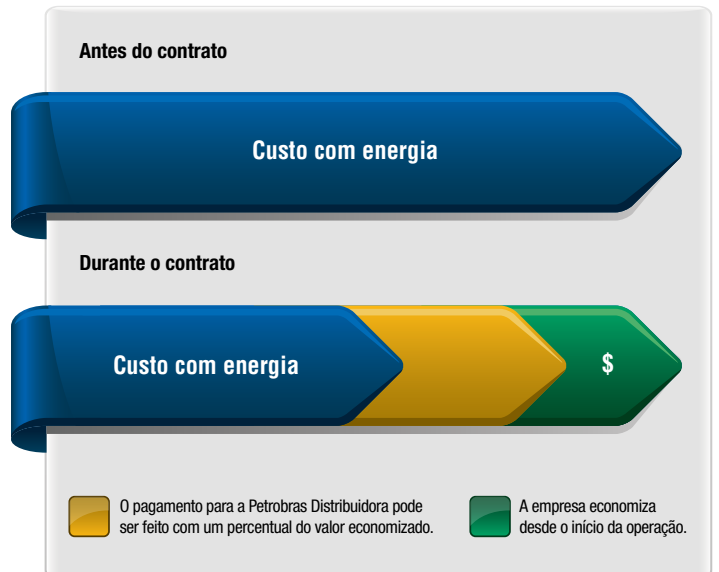 Antes do contrato
Custo com energia
Durante o contrato
Custo com energia
$
O pagamento para a Petrobras Distribuidora pode
ser feito com um percentual do valor economizado.
A empresa economiza
desde o início da operação.